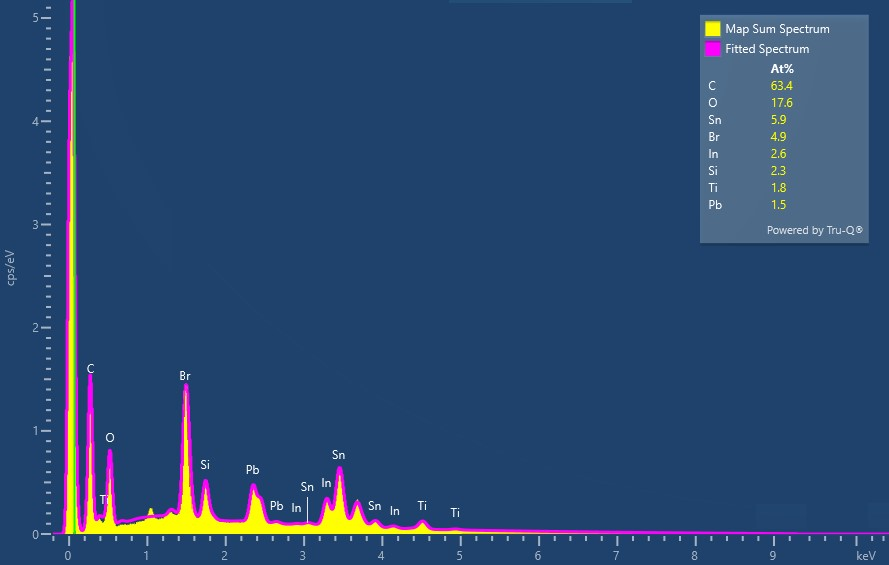 Map Sum Spectrum
Fitted Spectrum
At%
C 63.4
O 17.6
Sn 5.9
Br 4.9
In 2.6
Si 2.3
Ti 1.8
Pb 1.5
Powered by Tru-Q®
cps/eV
5
4
3
2
1
0
C
O
T
Br
Si
Pb
Pb
In
Sn
In
Sn
Sn
In
Ti
Ti
0 1 2 3 4 5 6 7 8 9 keV